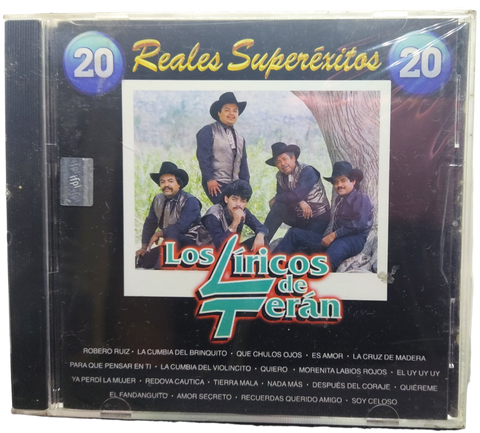 20 Reales Superéxitos 20
Los Líricos
de
Terán
ROBERO RUIZ • LA CUMBIA DEL BRINQUITO • QUE CHULOS OJOS • ES AMOR • LA CRUZ DE MADERA
PARA QUE PENSAR EN TI • LA CUMBIA DEL VIOLINCITO • QUIERO • MORENITA LABIOS ROJOS • EL UY UY UY
YA PERDÍ LA MUJER • REDOVA CAUTICA • TIERRA MALA • NADA MÁS • DESPUÉS DEL CORAJE • QUIÉREME
EL FANDANGUITO • AMOR SECRETO • RECUERDAS QUERIDO AMIGO • SOY CELOSO